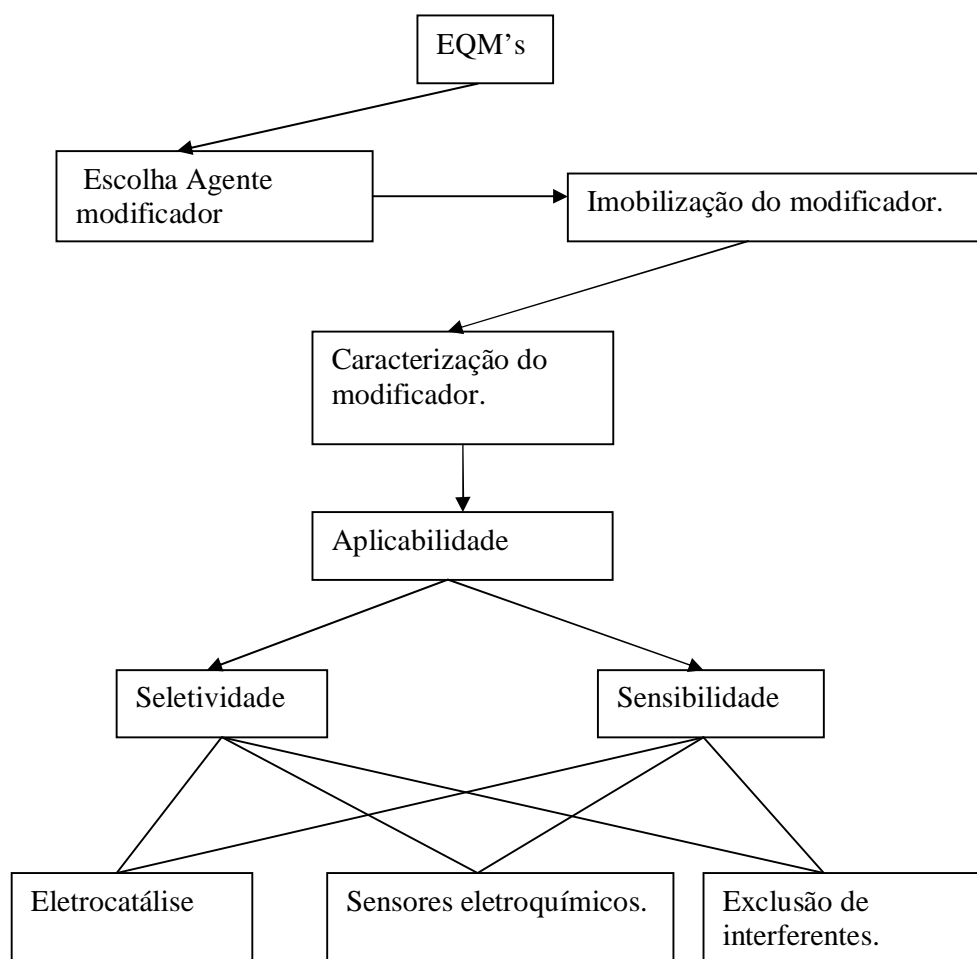 EQM’s
Escolha Agente
modificador
Imobilização do modificador.
Caracterização do
modificador.
Aplicabilidade
Seletividade
Sensibilidade
Eletrocatálise
Sensores eletroquímicos.
Exclusão de
interferentes.